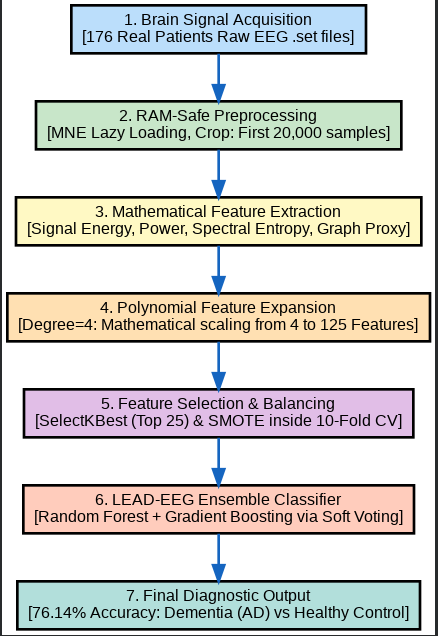 1. Brain Signal Acquisition
[176 Real Patients Raw EEG .set files]
2. RAM-Safe Preprocessing
[MNE Lazy Loading, Crop: First 20,000 samples]
3. Mathematical Feature Extraction
[Signal Energy, Power, Spectral Entropy, Graph Proxy]
4. Polynomial Feature Expansion
[Degree=4: Mathematical scaling from 4 to 125 Features]
5. Feature Selection & Balancing
[SelectKBest (Top 25) & SMOTE inside 10-Fold CV]
6. LEAD-EEG Ensemble Classifier
[Random Forest + Gradient Boosting via Soft Voting]
7. Final Diagnostic Output
[76.14% Accuracy: Dementia (AD) vs Healthy Control]